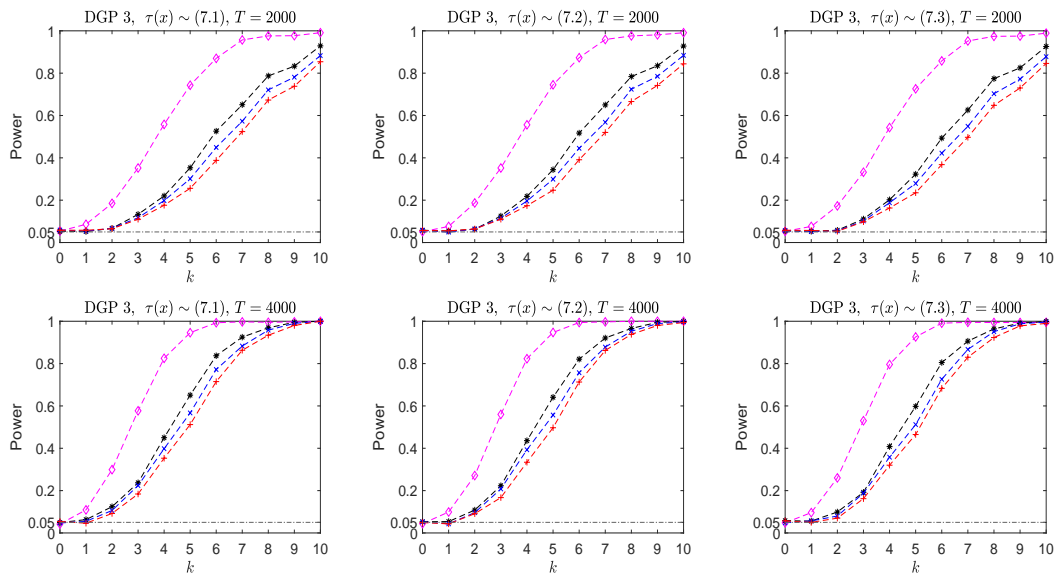 DGP 3, τ(x) ∼ (7.1), T = 2000
DGP 3, τ(x) ∼ (7.2), T = 2000
DGP 3, τ(x) ∼ (7.3), T = 2000
1
0.8
0.6
0.4
0.2
0.05
0
Power
0 1 2 3 4 5 6 7 8 9 10
k
1
0.8
0.6
0.4
0.2
0.05
0
Power
0 1 2 3 4 5 6 7 8 9 10
k
1
0.8
0.6
0.4
0.2
0.05
0
Power
0 1 2 3 4 5 6 7 8 9 10
k
DGP 3, τ(x) ∼ (7.1), T = 4000
DGP 3, τ(x) ∼ (7.2), T = 4000
DGP 3, τ(x) ∼ (7.3), T = 4000
1
0.8
0.6
0.4
0.2
0.05
0
Power
0 1 2 3 4 5 6 7 8 9 10
k
1
0.8
0.6
0.4
0.2
0.05
0
Power
0 1 2 3 4 5 6 7 8 9 10
k
1
0.8
0.6
0.4
0.2
0.05
0
Power
0 1 2 3 4 5 6 7 8 9 10
k